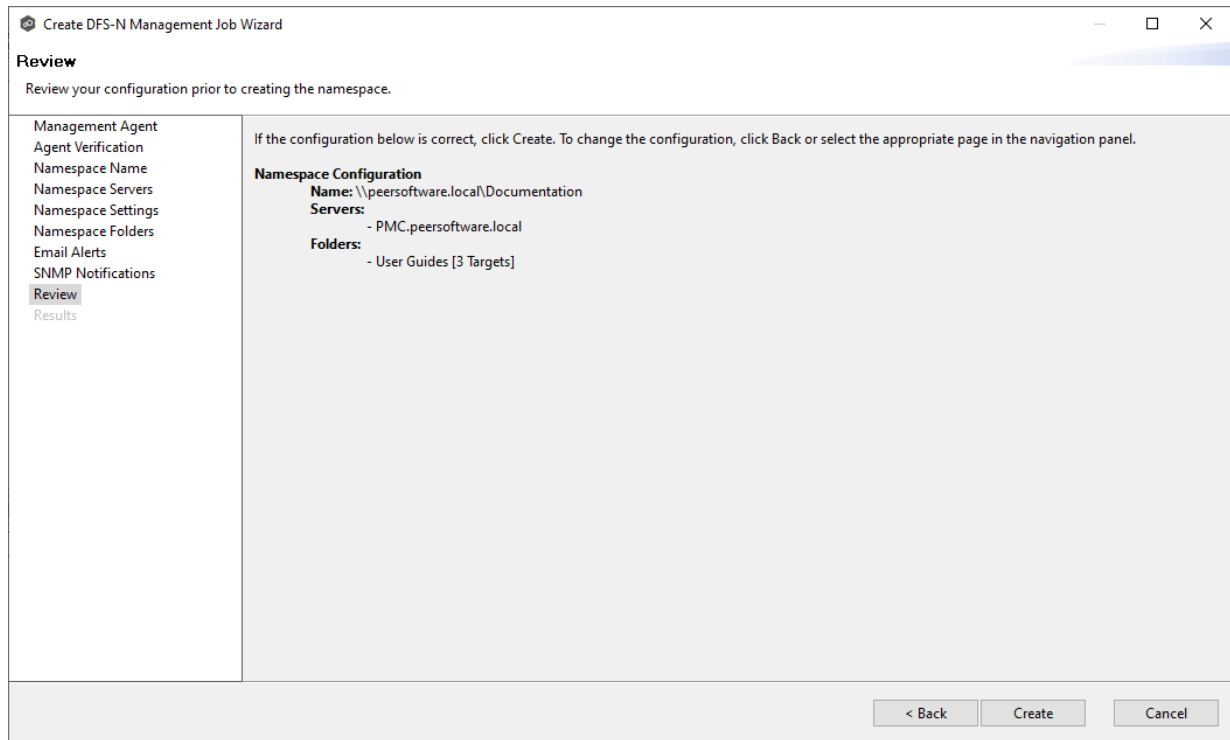 Create DFS-N Management Job Wizard
Review
Review your configuration prior to creating the namespace.
Management Agent
Agent Verification
Namespace Name
Namespace Servers
Namespace Settings
Namespace Folders
Email Alerts
SNMP Notifications
Review
Results
If the configuration below is correct, click Create. To change the configuration, click Back or select the appropriate page in the navigation panel.
Namespace Configuration
Name: \\peersoftware.local\Documentation
Servers:
- PMC.peersoftware.local
Folders:
- User Guides [3 Targets]
< Back
Create
Cancel